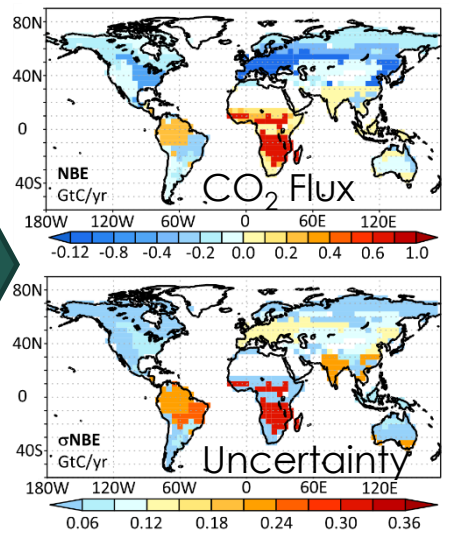 80N
40N
0
40S
NBE
GtC/yr
CO₂ Flux
180W 120W 60W 0 60E 120E
-0.12 -0.8 -0.4 -0.2 0.0 0.2 0.4 0.6 1.0
80N
40N
0
40S
σNBE
GtC/yr
Uncertainty
180W 120W 60W 0 60E 120E
0.06 0.12 0.18 0.24 0.30 0.36